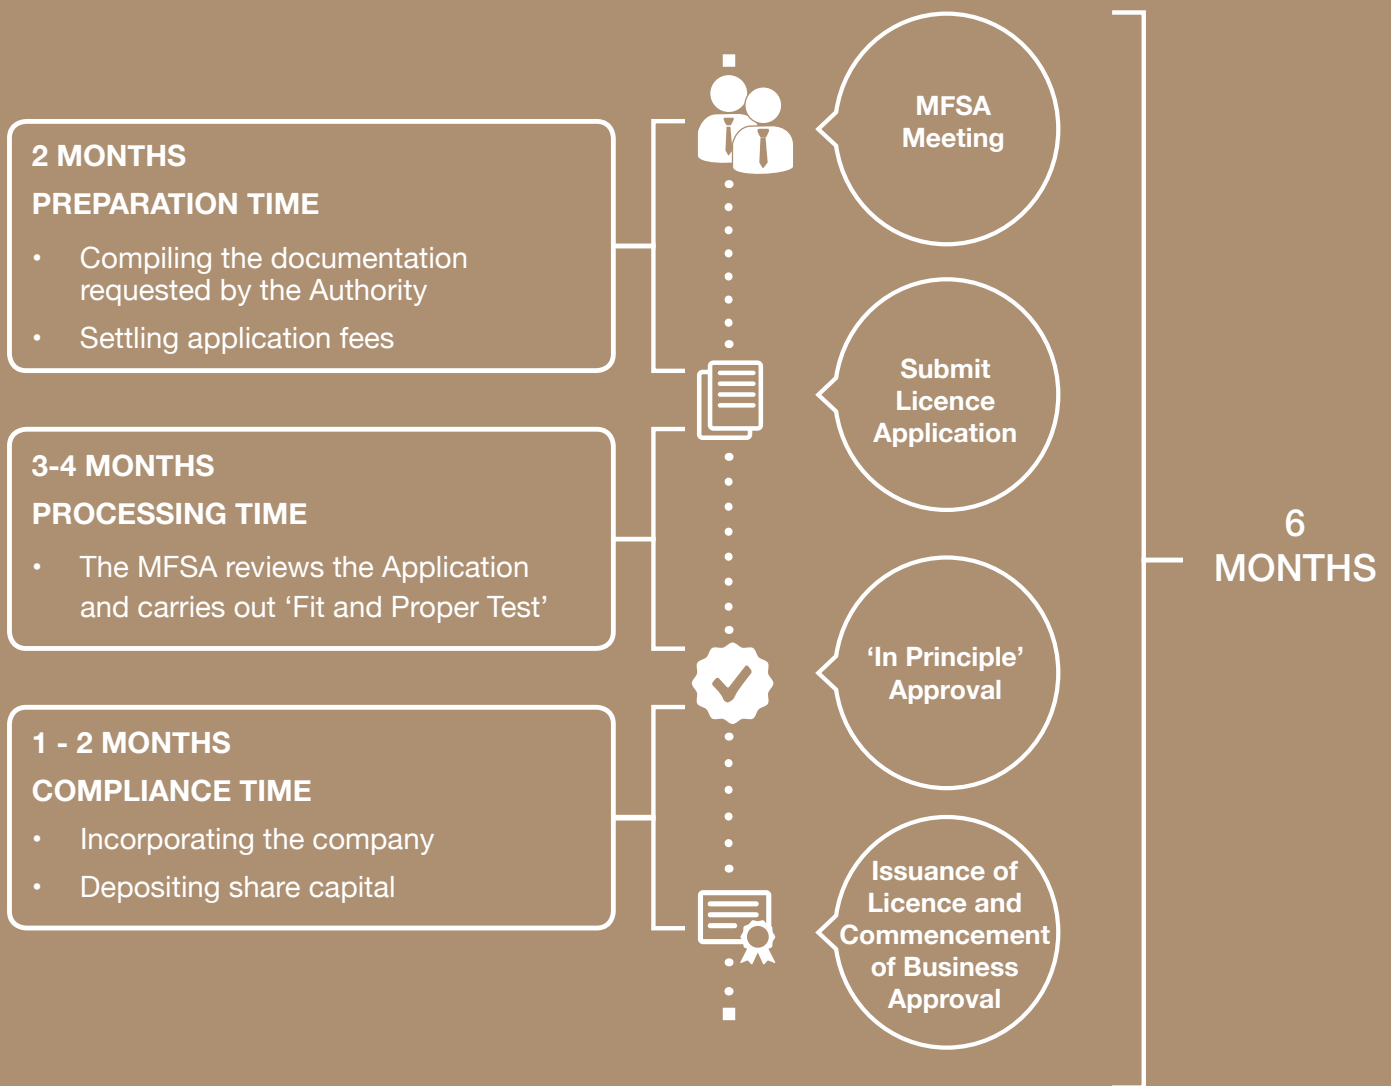 MFSA
Meeting
2 MONTHS
PREPARATION TIME
• Compiling the documentation
requested by the Authority
• Settling application fees
Submit
Licence
Application
3-4 MONTHS
PROCESSING TIME
• The MFSA reviews the Application
and carries out ‘Fit and Proper Test’
6
MONTHS
‘In Principle’
Approval
1 - 2 MONTHS
COMPLIANCE TIME
• Incorporating the company
• Depositing share capital
Issuance of
Licence and
Commencement
of Business
Approval